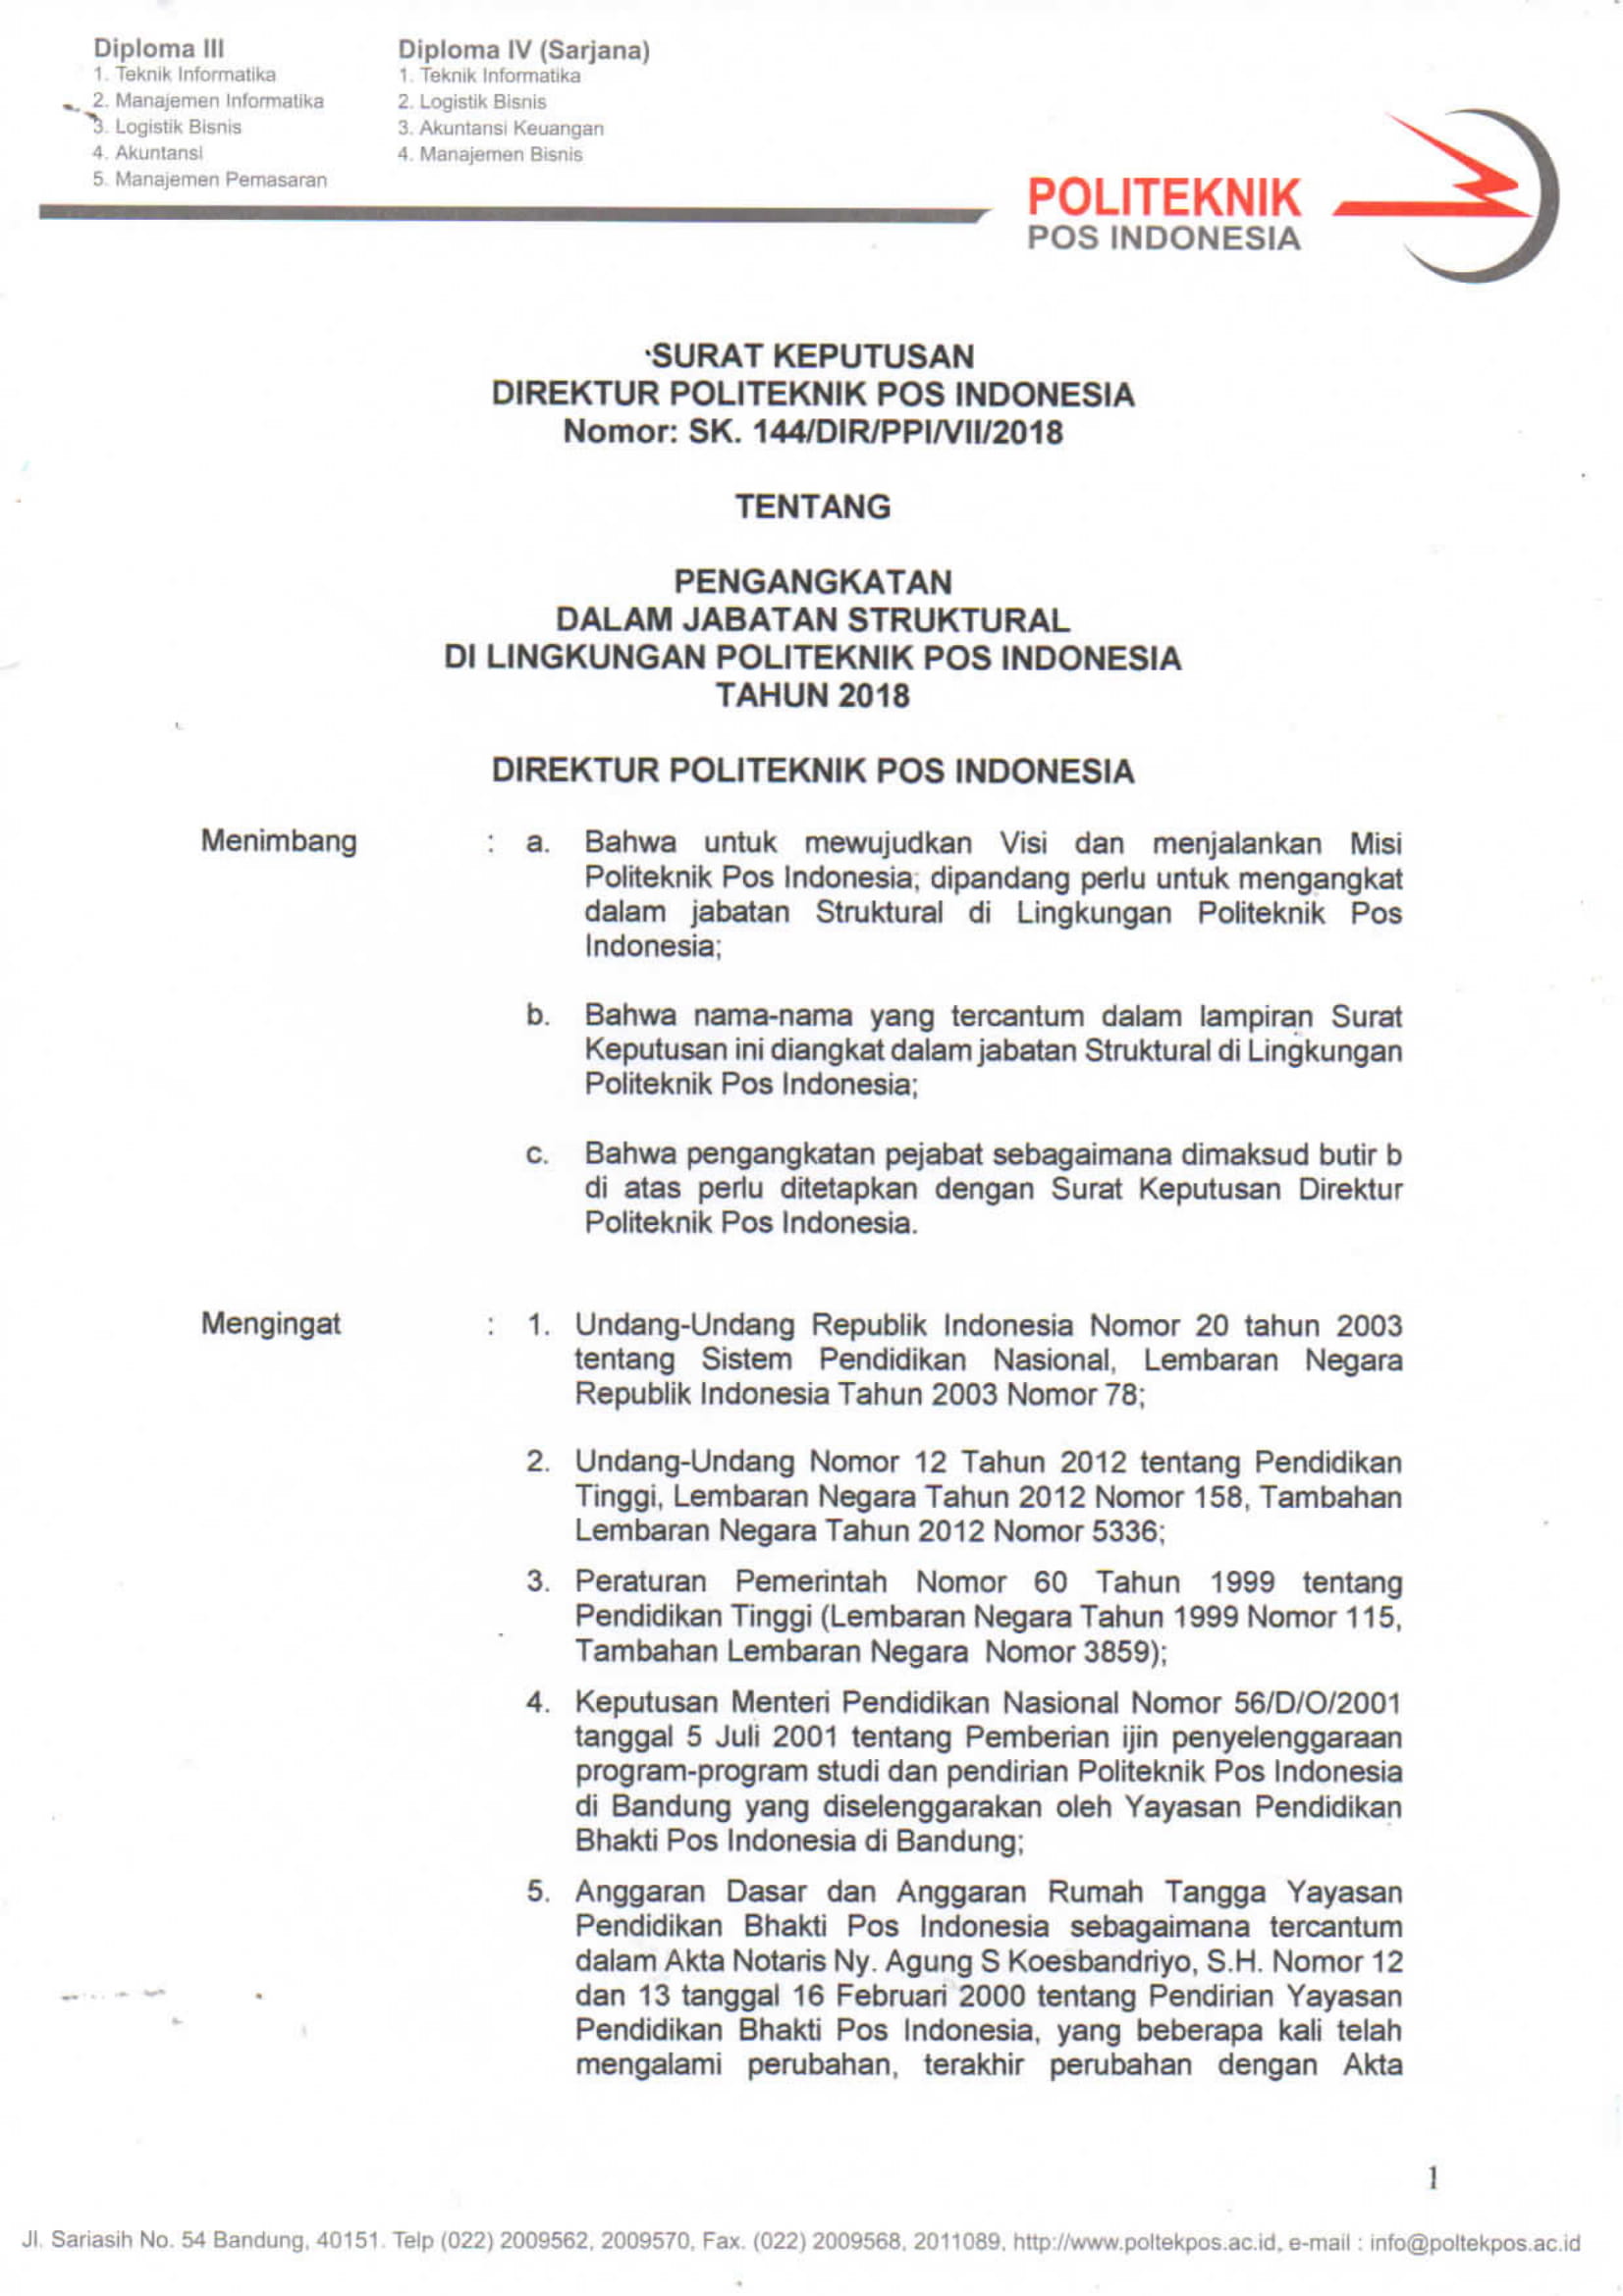 Diploma III
1. Teknik Informatika
2. Manajemen Informatika
3. Logistik Bisnis
4. Akuntansi
5. Manajemen Pemasaran
Diploma IV (Sarjana)
1. Teknik Informatika
2. Logistik Bisnis
3. Akuntansi Keuangan
4. Manajemen Bisnis
POLITEKNIK
POS INDONESIA
SURAT KEPUTUSAN
DIREKTUR POLITEKNIK POS INDONESIA
Nomor: SK. 144/DIR/PPI/VII/2018
TENTANG
PENGANGKATAN
DALAM JABATAN STRUKTURAL
DI LINGKUNGAN POLITEKNIK POS INDONESIA
TAHUN 2018
DIREKTUR POLITEKNIK POS INDONESIA
Menimbang : a. Bahwa untuk mewujudkan Visi dan menjalankan Misi
Politeknik Pos Indonesia, dipandang perlu untuk mengangkat
dalam jabatan Struktural di Lingkungan Politeknik Pos
Indonesia;
b. Bahwa nama-nama yang tercantum dalam lampiran Surat
Keputusan ini diangkat dalam jabatan Struktural di Lingkungan
Politeknik Pos Indonesia;
c. Bahwa pengangkatan pejabat sebagaimana dimaksud butir b
di atas perlu ditetapkan dengan Surat Keputusan Direktur
Politeknik Pos Indonesia.
Mengingat : 1. Undang-Undang Republik Indonesia Nomor 20 tahun 2003
tentang Sistem Pendidikan Nasional, Lembaran Negara
Republik Indonesia Tahun 2003 Nomor 78;
2. Undang-Undang Nomor 12 Tahun 2012 tentang Pendidikan
Tinggi, Lembaran Negara Tahun 2012 Nomor 158, Tambahan
Lembaran Negara Tahun 2012 Nomor 5336;
3. Peraturan Pemerintah Nomor 60 Tahun 1999 tentang
Pendidikan Tinggi (Lembaran Negara Tahun 1999 Nomor 115,
Tambahan Lembaran Negara Nomor 3859);
4. Keputusan Menteri Pendidikan Nasional Nomor 56/D/O/2001
tanggal 5 Juli 2001 tentang Pemberian ijin penyelenggaraan
program-program studi dan pendirian Politeknik Pos Indonesia
di Bandung yang diselenggarakan oleh Yayasan Pendidikan
Bhakti Pos Indonesia di Bandung;
5. Anggaran Dasar dan Anggaran Rumah Tangga Yayasan
Pendidikan Bhakti Pos Indonesia sebagaimana tercantum
dalam Akta Notaris Ny. Agung S Koesbandriyo, S.H. Nomor 12
dan 13 tanggal 16 Februari 2000 tentang Pendirian Yayasan
Pendidikan Bhakti Pos Indonesia, yang beberapa kali telah
mengalami perubahan, terakhir perubahan dengan Akta
1
Jl. Sariasih No. 54 Bandung, 40151. Telp (022) 2009562, 2009570, Fax. (022) 2009568, 2011089, http://www.poltekpos.ac.id, e-mail : info@poltekpos.ac.id